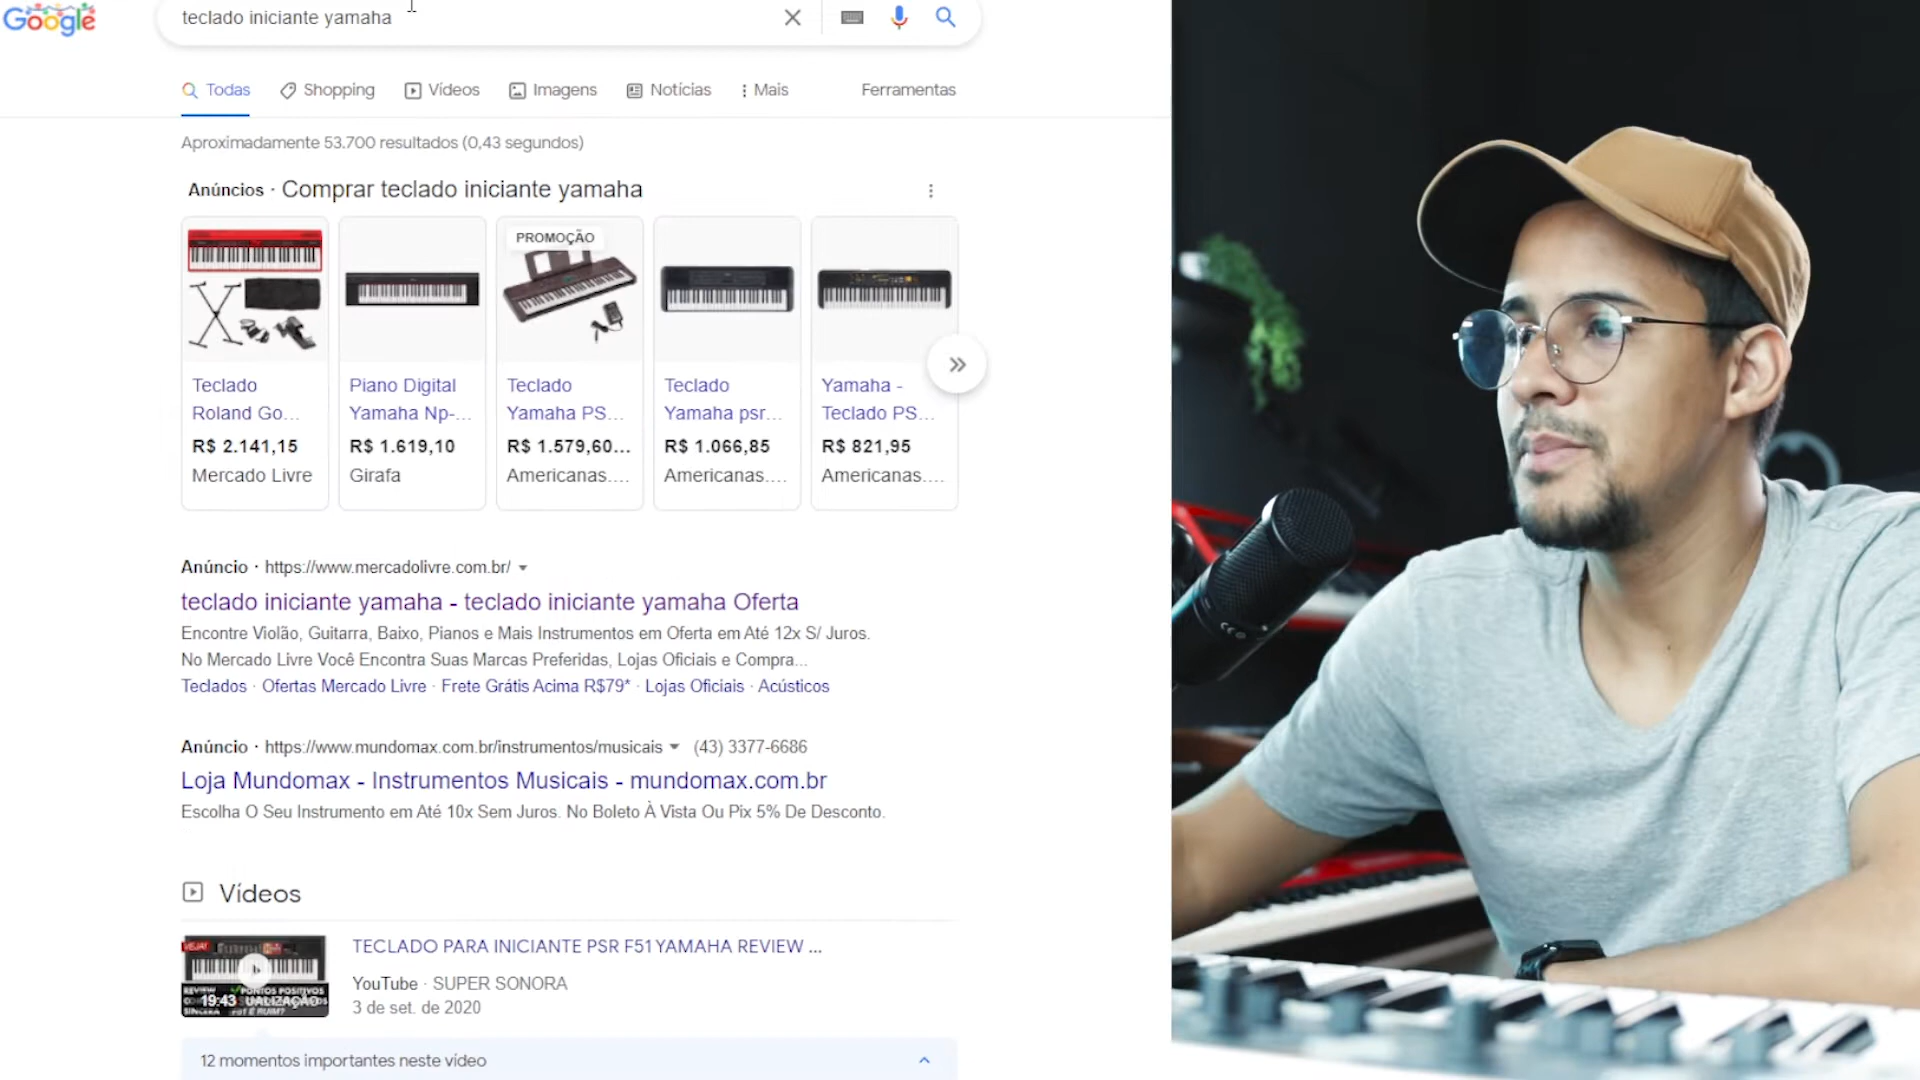 Google
teclado iniciante yamaha
Todas
Shopping
Vídeos
Imagens
Notícias
Mais
Ferramentas
Aproximadamente 53.700 resultados (0,43 segundos)
Anúncios · Comprar teclado iniciante yamaha
Teclado
Roland Go...
R$ 2.141,15
Mercado Livre
Piano Digital
Yamaha Np-...
R$ 1.619,10
Girafa
PROMOÇÃO
Teclado
Yamaha PS...
R$ 1.579,60...
Americanas....
Teclado
Yamaha psr...
R$ 1.066,85
Americanas....
Yamaha -
Teclado PS...
R$ 821,95
Americanas....
Anúncio · https://www.mercadolivre.com.br/
teclado iniciante yamaha - teclado iniciante yamaha Oferta
Encontre Violão, Guitarra, Baixo, Pianos e Mais Instrumentos em Oferta em Até 12x S/ Juros.
No Mercado Livre Você Encontra Suas Marcas Preferidas, Lojas Oficiais e Compra...
Teclados · Ofertas Mercado Livre · Frete Grátis Acima R$79* · Lojas Oficiais · Acústicos
Anúncio · https://www.mundomax.com.br/instrumentos/musicais (43) 3377-6686
Loja Mundomax - Instrumentos Musicais - mundomax.com.br
Escolha O Seu Instrumento em Até 10x Sem Juros. No Boleto À Vista Ou Pix 5% De Desconto.
Vídeos
VEJA!
REVIEW PONTOS POSITIVOS
19:43
SINCERA F51 É RUIM?
TECLADO PARA INICIANTE PSR F51 YAMAHA REVIEW ...
YouTube · SUPER SONORA
3 de set. de 2020
12 momentos importantes neste vídeo